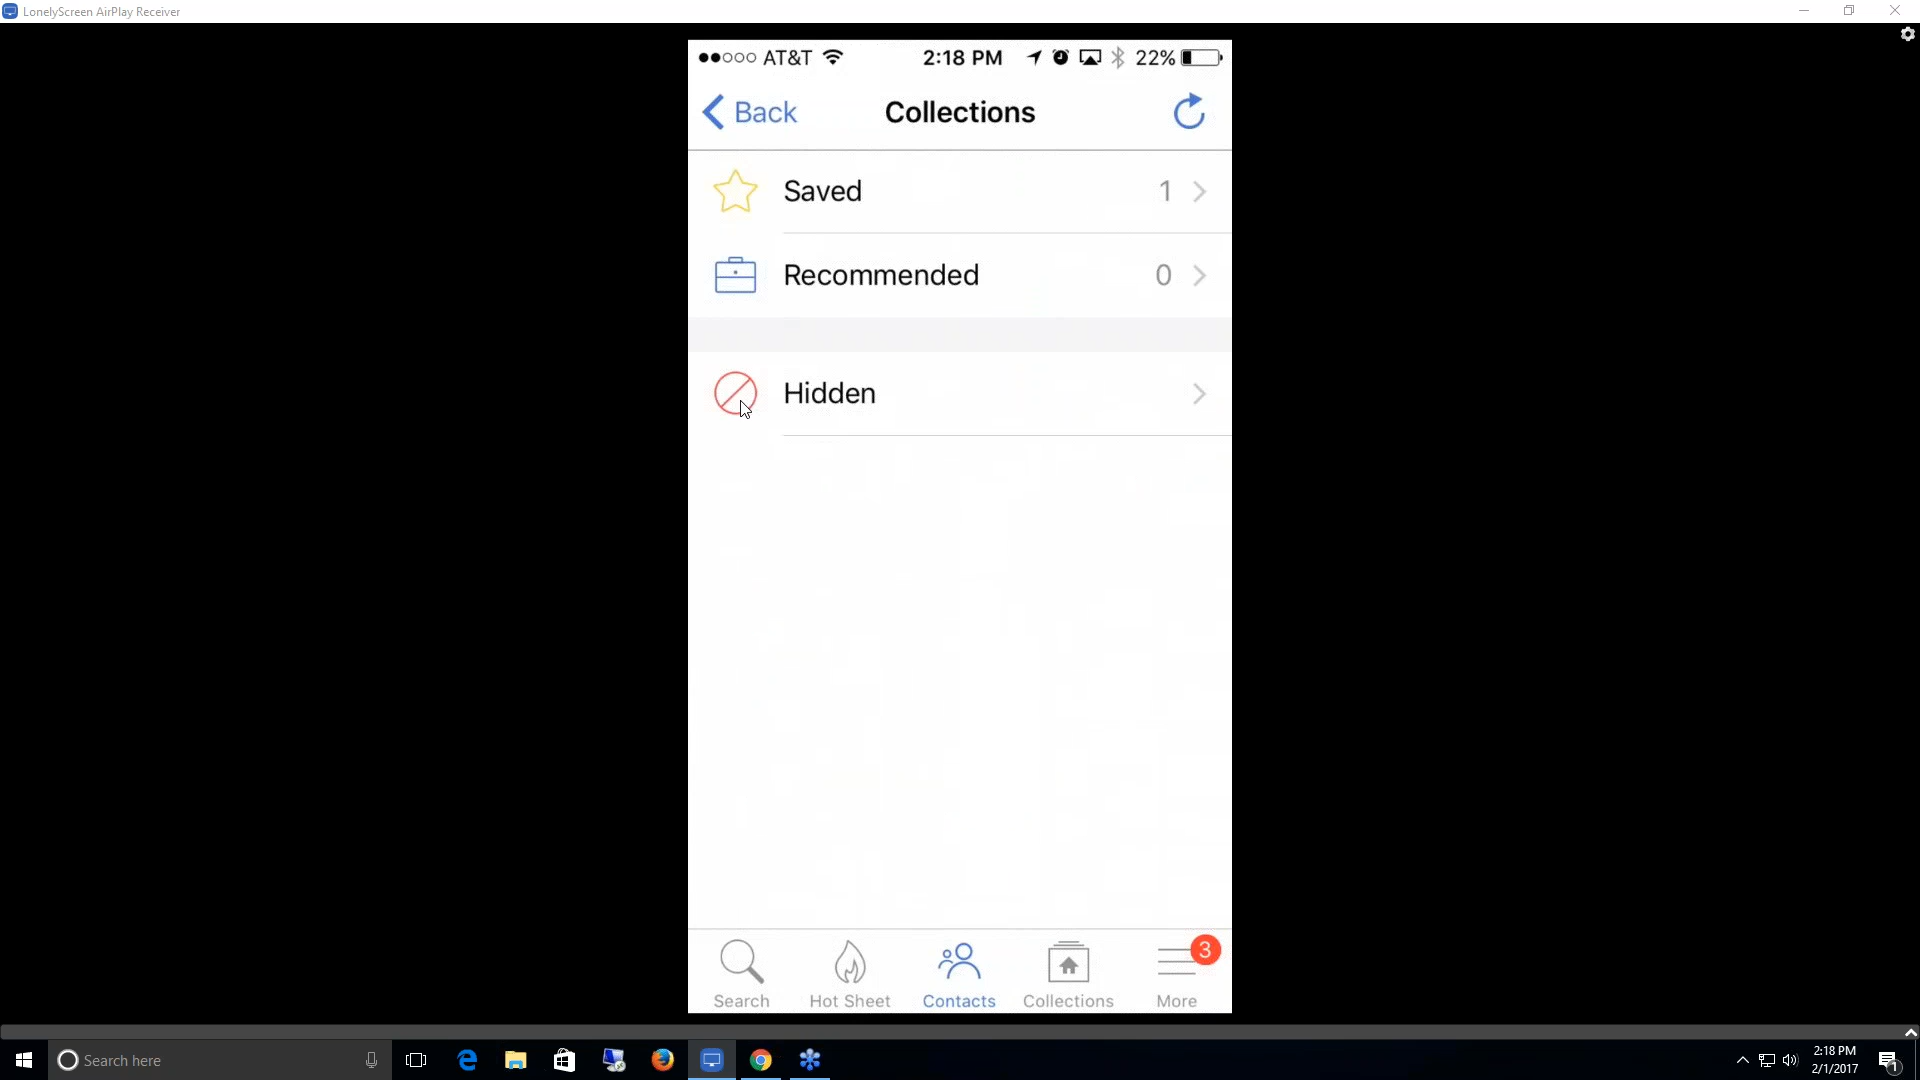 LonelyScreen AirPlay Receiver
AT&T 2:18 PM 22%
Back Collections
Saved 1
Recommended 0
Hidden
3
Search Hot Sheet Contacts Collections More
Search here
2:18 PM
2/1/2017
1